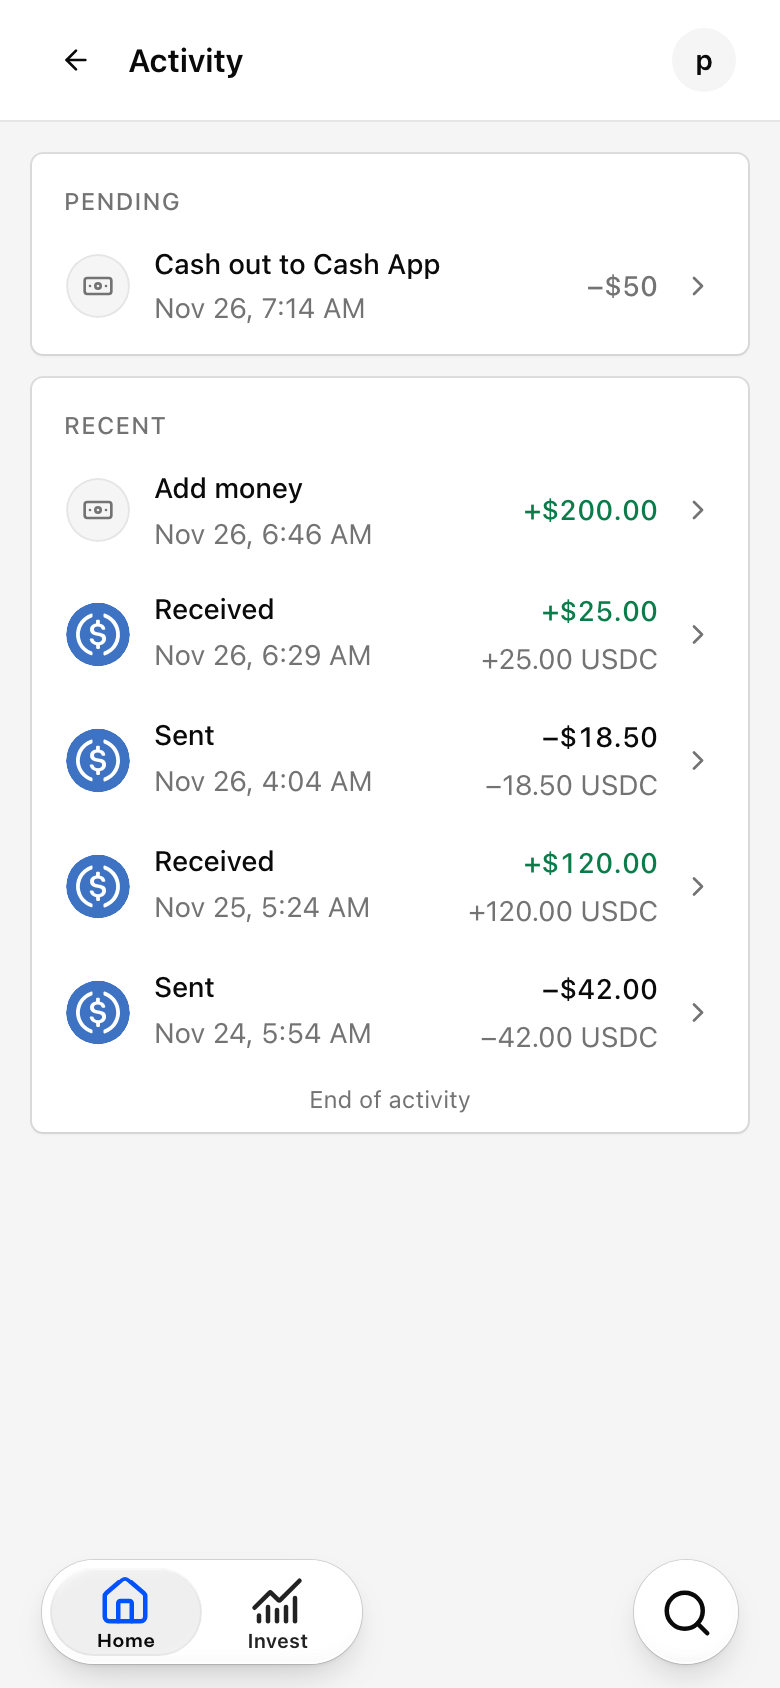 Activity
p
PENDING
Cash out to Cash App
Nov 26, 7:14 AM
–$50
RECENT
Add money
Nov 26, 6:46 AM
+$200.00
Received
Nov 26, 6:29 AM
+$25.00
+25.00 USDC
Sent
Nov 26, 4:04 AM
–$18.50
–18.50 USDC
Received
Nov 25, 5:24 AM
+$120.00
+120.00 USDC
Sent
Nov 24, 5:54 AM
–$42.00
–42.00 USDC
End of activity
Home
Invest